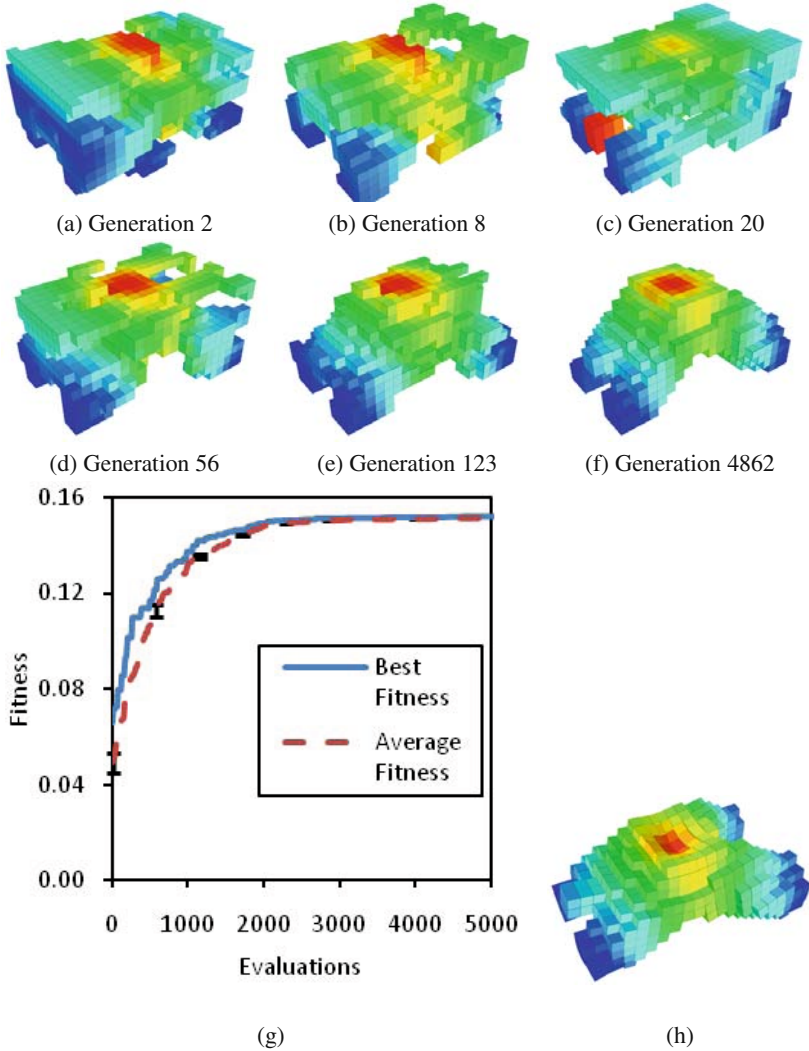 (a) Generation 2
(b) Generation 8
(c) Generation 20
(d) Generation 56
(e) Generation 123
(f) Generation 4862
0.16
0.12
0.08
0.04
0.00
Fitness
Best
Fitness
Average
Fitness
0
1000
2000
3000
4000
5000
Evaluations
(g)
(h)